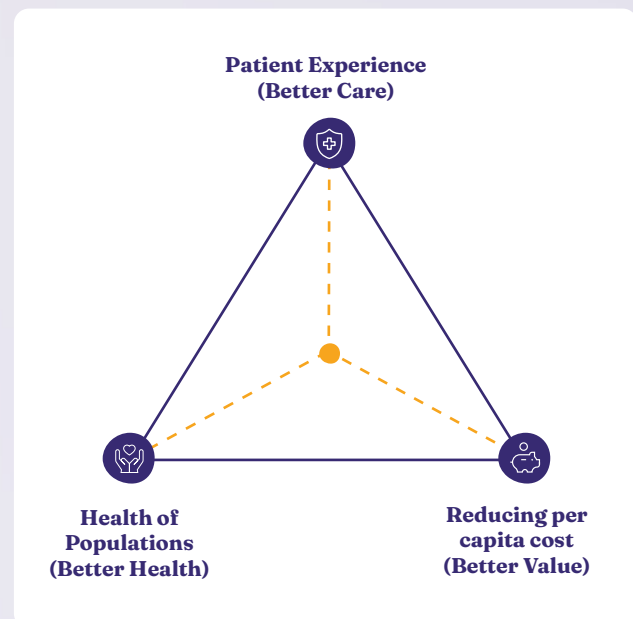 Patient Experience
(Better Care)
Health of
Populations
(Better Health)
Reducing per
capita cost
(Better Value)